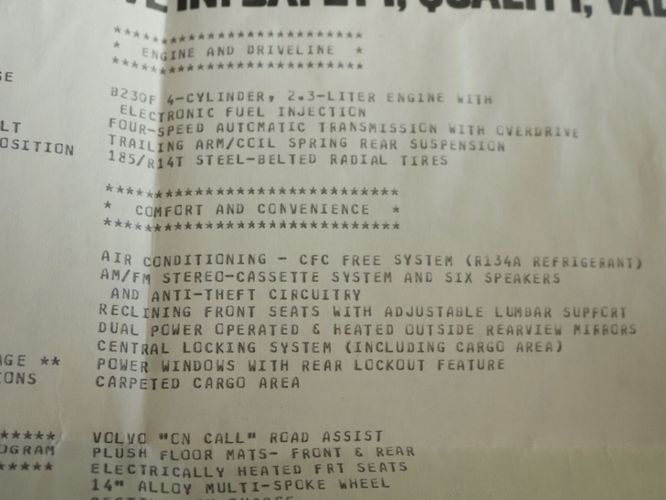 IN: SAFETY, QUALITY,
****************************
* ENGINE AND DRIVELINE *
****************************
B230F 4-CYLINDER, 2.3-LITER ENGINE WITH
ELECTRONIC FUEL INJECTION
FOUR-SPEED AUTOMATIC TRANSMISSION WITH OVERDRIVE
TRAILING ARM/COIL SPRING REAR SUSPENSION
185/R14T STEEL-BELTED RADIAL TIRES
*********************************
* COMFORT AND CONVENIENCE *
*********************************
AIR CONDITIONING - CFC FREE SYSTEM (R134A REFRIGERANT)
AM/FM STEREO-CASSETTE SYSTEM AND SIX SPEAKERS
AND ANTI-THEFT CIRCUITRY
RECLINING FRONT SEATS WITH ADJUSTABLE LUMBAR SUPPORT
DUAL POWER OPERATED & HEATED OUTSIDE REARVIEW MIRRORS
CENTRAL LOCKING SYSTEM (INCLUDING CARGO AREA)
AGE ** POWER WINDOWS WITH REAR LOCKOUT FEATURE
IONS CARPETED CARGO AREA
***** VOLVO "ON CALL" ROAD ASSIST
OGRAM PLUSH FLOOR MATS- FRONT & REAR
***** ELECTRICALLY HEATED FRT SEATS
14" ALLOY MULTI-SPOKE WHEEL